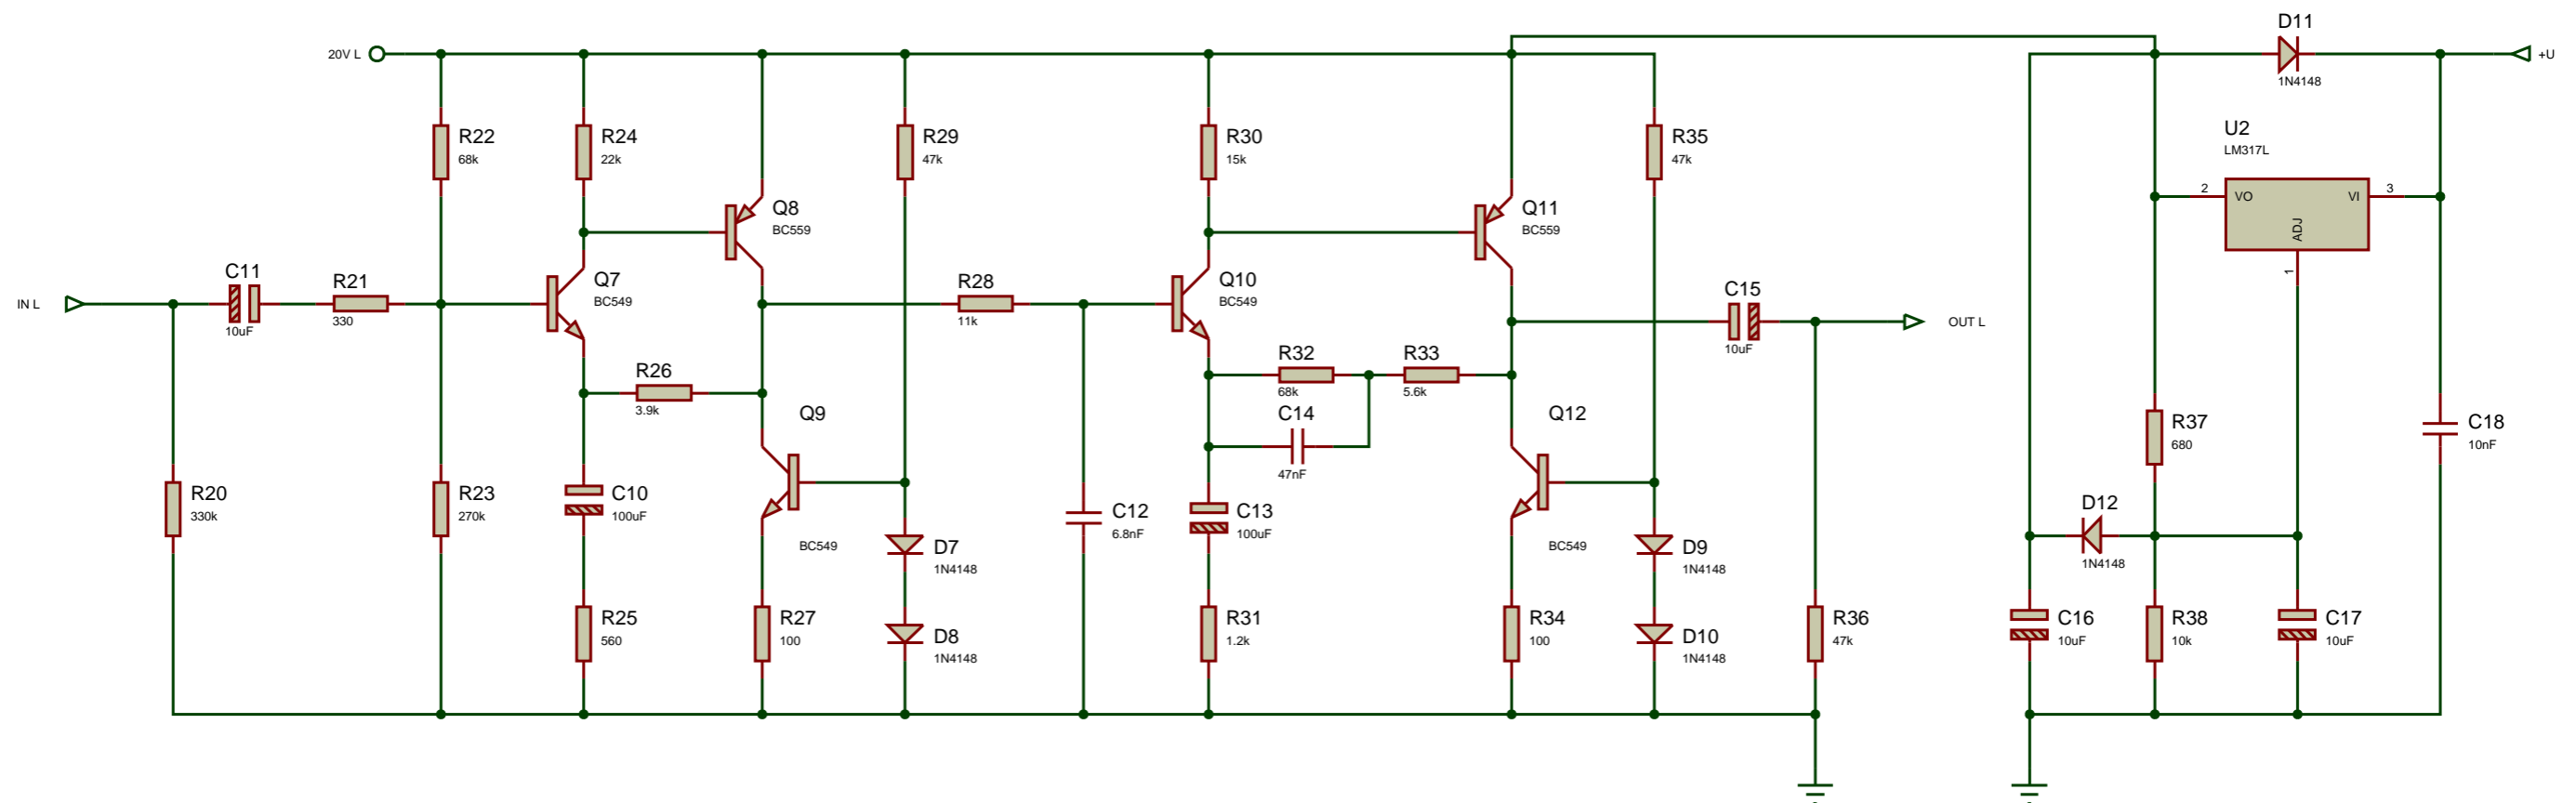 20V L
IN L
C11
10uF
R21
330
R20
330k
R22
68k
R23
270k
R24
22k
Q7
BC549
R26
3.9k
C10
100uF
R25
560
Q8
BC559
Q9
BC549
R27
100
R29
47k
D7
1N4148
D8
1N4148
R28
11k
C12
6.8nF
R30
15k
Q10
BC549
R32
68k
R33
5.6k
C14
47nF
C13
100uF
R31
1.2k
Q11
BC559
Q12
BC549
R34
100
R35
47k
D9
1N4148
D10
1N4148
C15
10uF
OUT L
R36
47k
D11
1N4148
+U
U2
LM317L
2
VO
VI
3
ADJ
1
R37
680
C18
10nF
D12
1N4148
C16
10uF
R38
10k
C17
10uF